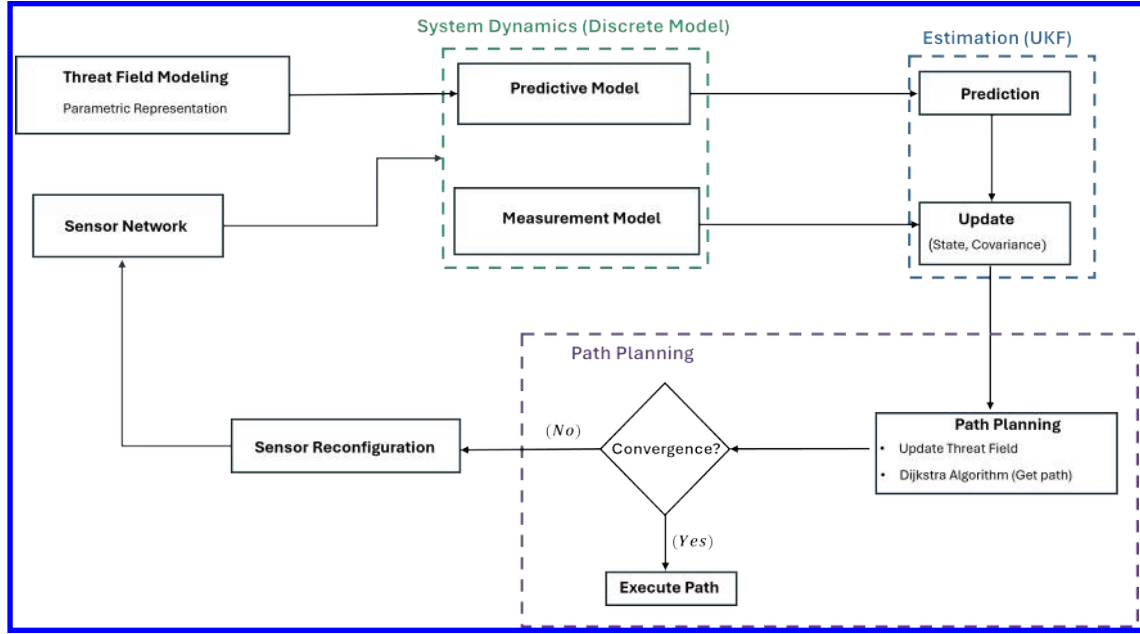 System Dynamics (Discrete Model)
Estimation (UKF)
Threat Field Modeling
Parametric Representation
Predictive Model
Prediction
Sensor Network
Measurement Model
Update
(State, Covariance)
Path Planning
Path Planning
• Update Threat Field
• Dijkstra Algorithm (Get path)
Convergence?
(No)
Sensor Reconfiguration
(Yes)
Execute Path